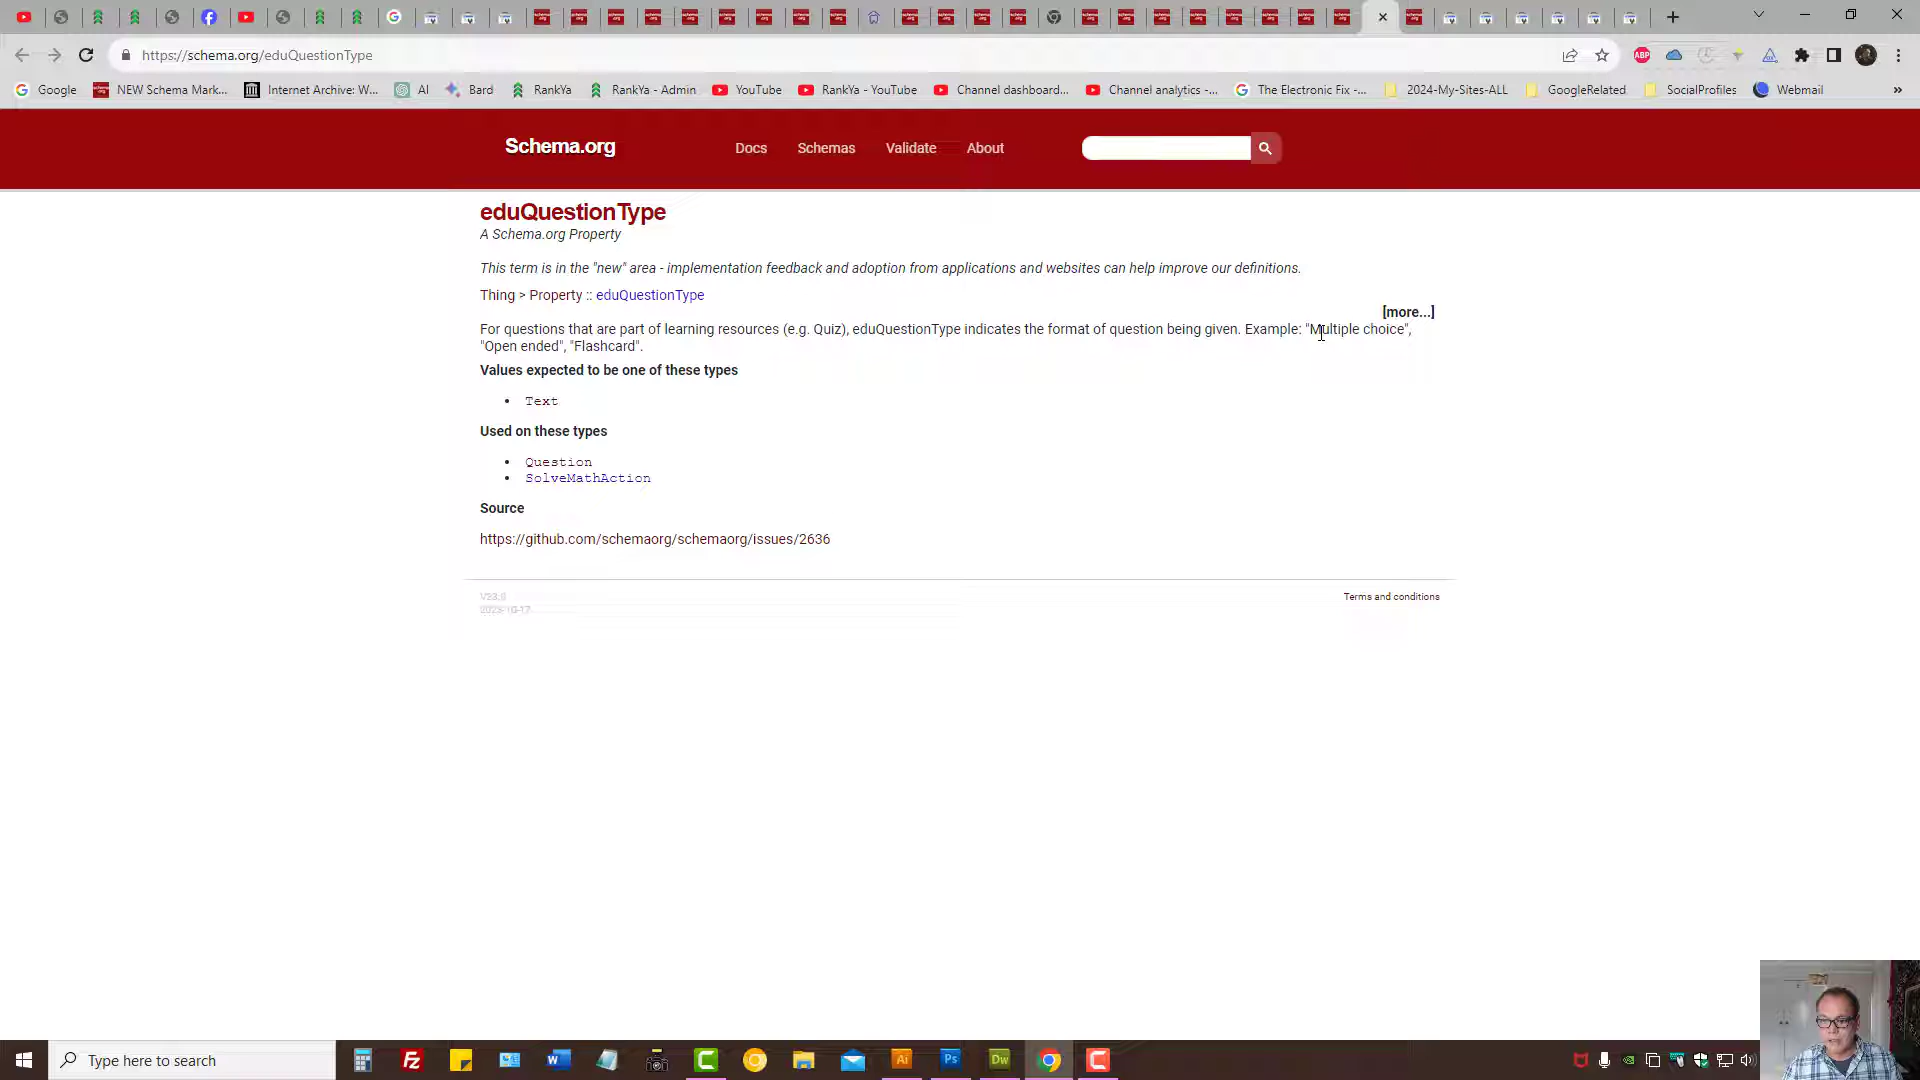 https://schema.org/eduQuestionType
Google
NEW Schema Mark...
Internet Archive: W...
AI
Bard
RankYa
RankYa - Admin
YouTube
RankYa - YouTube
Channel dashboard...
Channel analytics -...
The Electronic Fix -...
2024-My-Sites-ALL
GoogleRelated
SocialProfiles
Webmail
»
Schema.org
Docs
Schemas
Validate
About
eduQuestionType
A Schema.org Property
This term is in the "new" area - implementation feedback and adoption from applications and websites can help improve our definitions.
Thing > Property :: eduQuestionType
[more...]
For questions that are part of learning resources (e.g. Quiz), eduQuestionType indicates the format of question being given. Example: "Multiple choice",
"Open ended", "Flashcard".
Values expected to be one of these types
• Text
Used on these types
• Question
• SolveMathAction
Source
https://github.com/schemaorg/schemaorg/issues/2636
2023-10-17
Terms and conditions
Type here to search